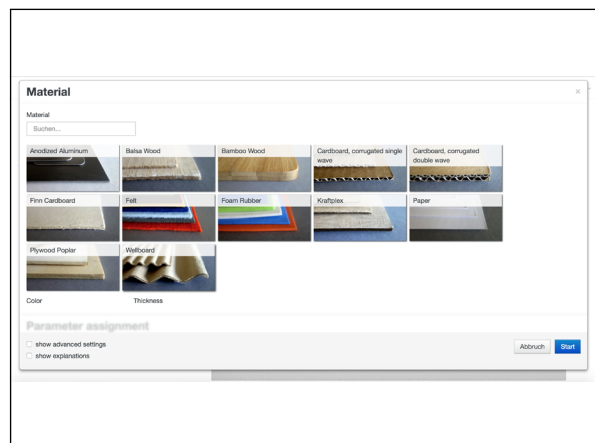 Material
×
Material
Suchen...
Anodized Aluminum
Balsa Wood
Bamboo Wood
Cardboard, corrugated single
wave
Cardboard, corrugated
double wave
Finn Cardboard
Felt
Foam Rubber
Kraftplex
Paper
Plywood Poplar
Wellboard
Color
Thickness
Parameter assignment
show advanced settings
show explanations
Abbruch
Start